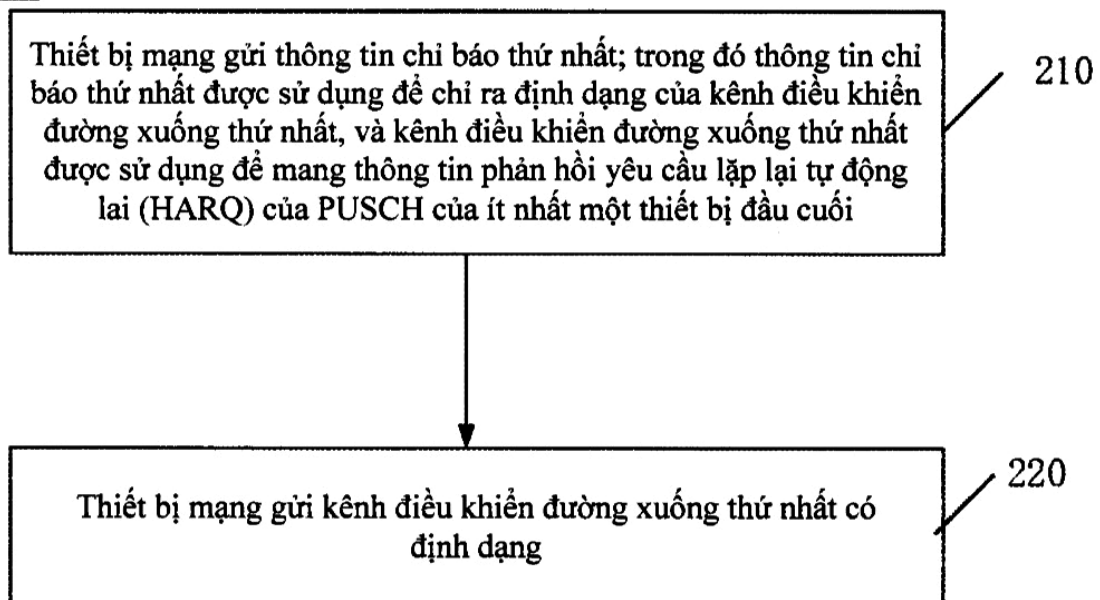 Thiết bị mạng gửi thông tin chỉ báo thứ nhất; trong đó thông tin chỉ
báo thứ nhất được sử dụng để chỉ ra định dạng của kênh điều khiển
đường xuống thứ nhất, và kênh điều khiển đường xuống thứ nhất
được sử dụng để mang thông tin phản hồi yêu cầu lặp lại tự động
lai (HARQ) của PUSCH của ít nhất một thiết bị đầu cuối
210
Thiết bị mạng gửi kênh điều khiển đường xuống thứ nhất có
định dạng
220